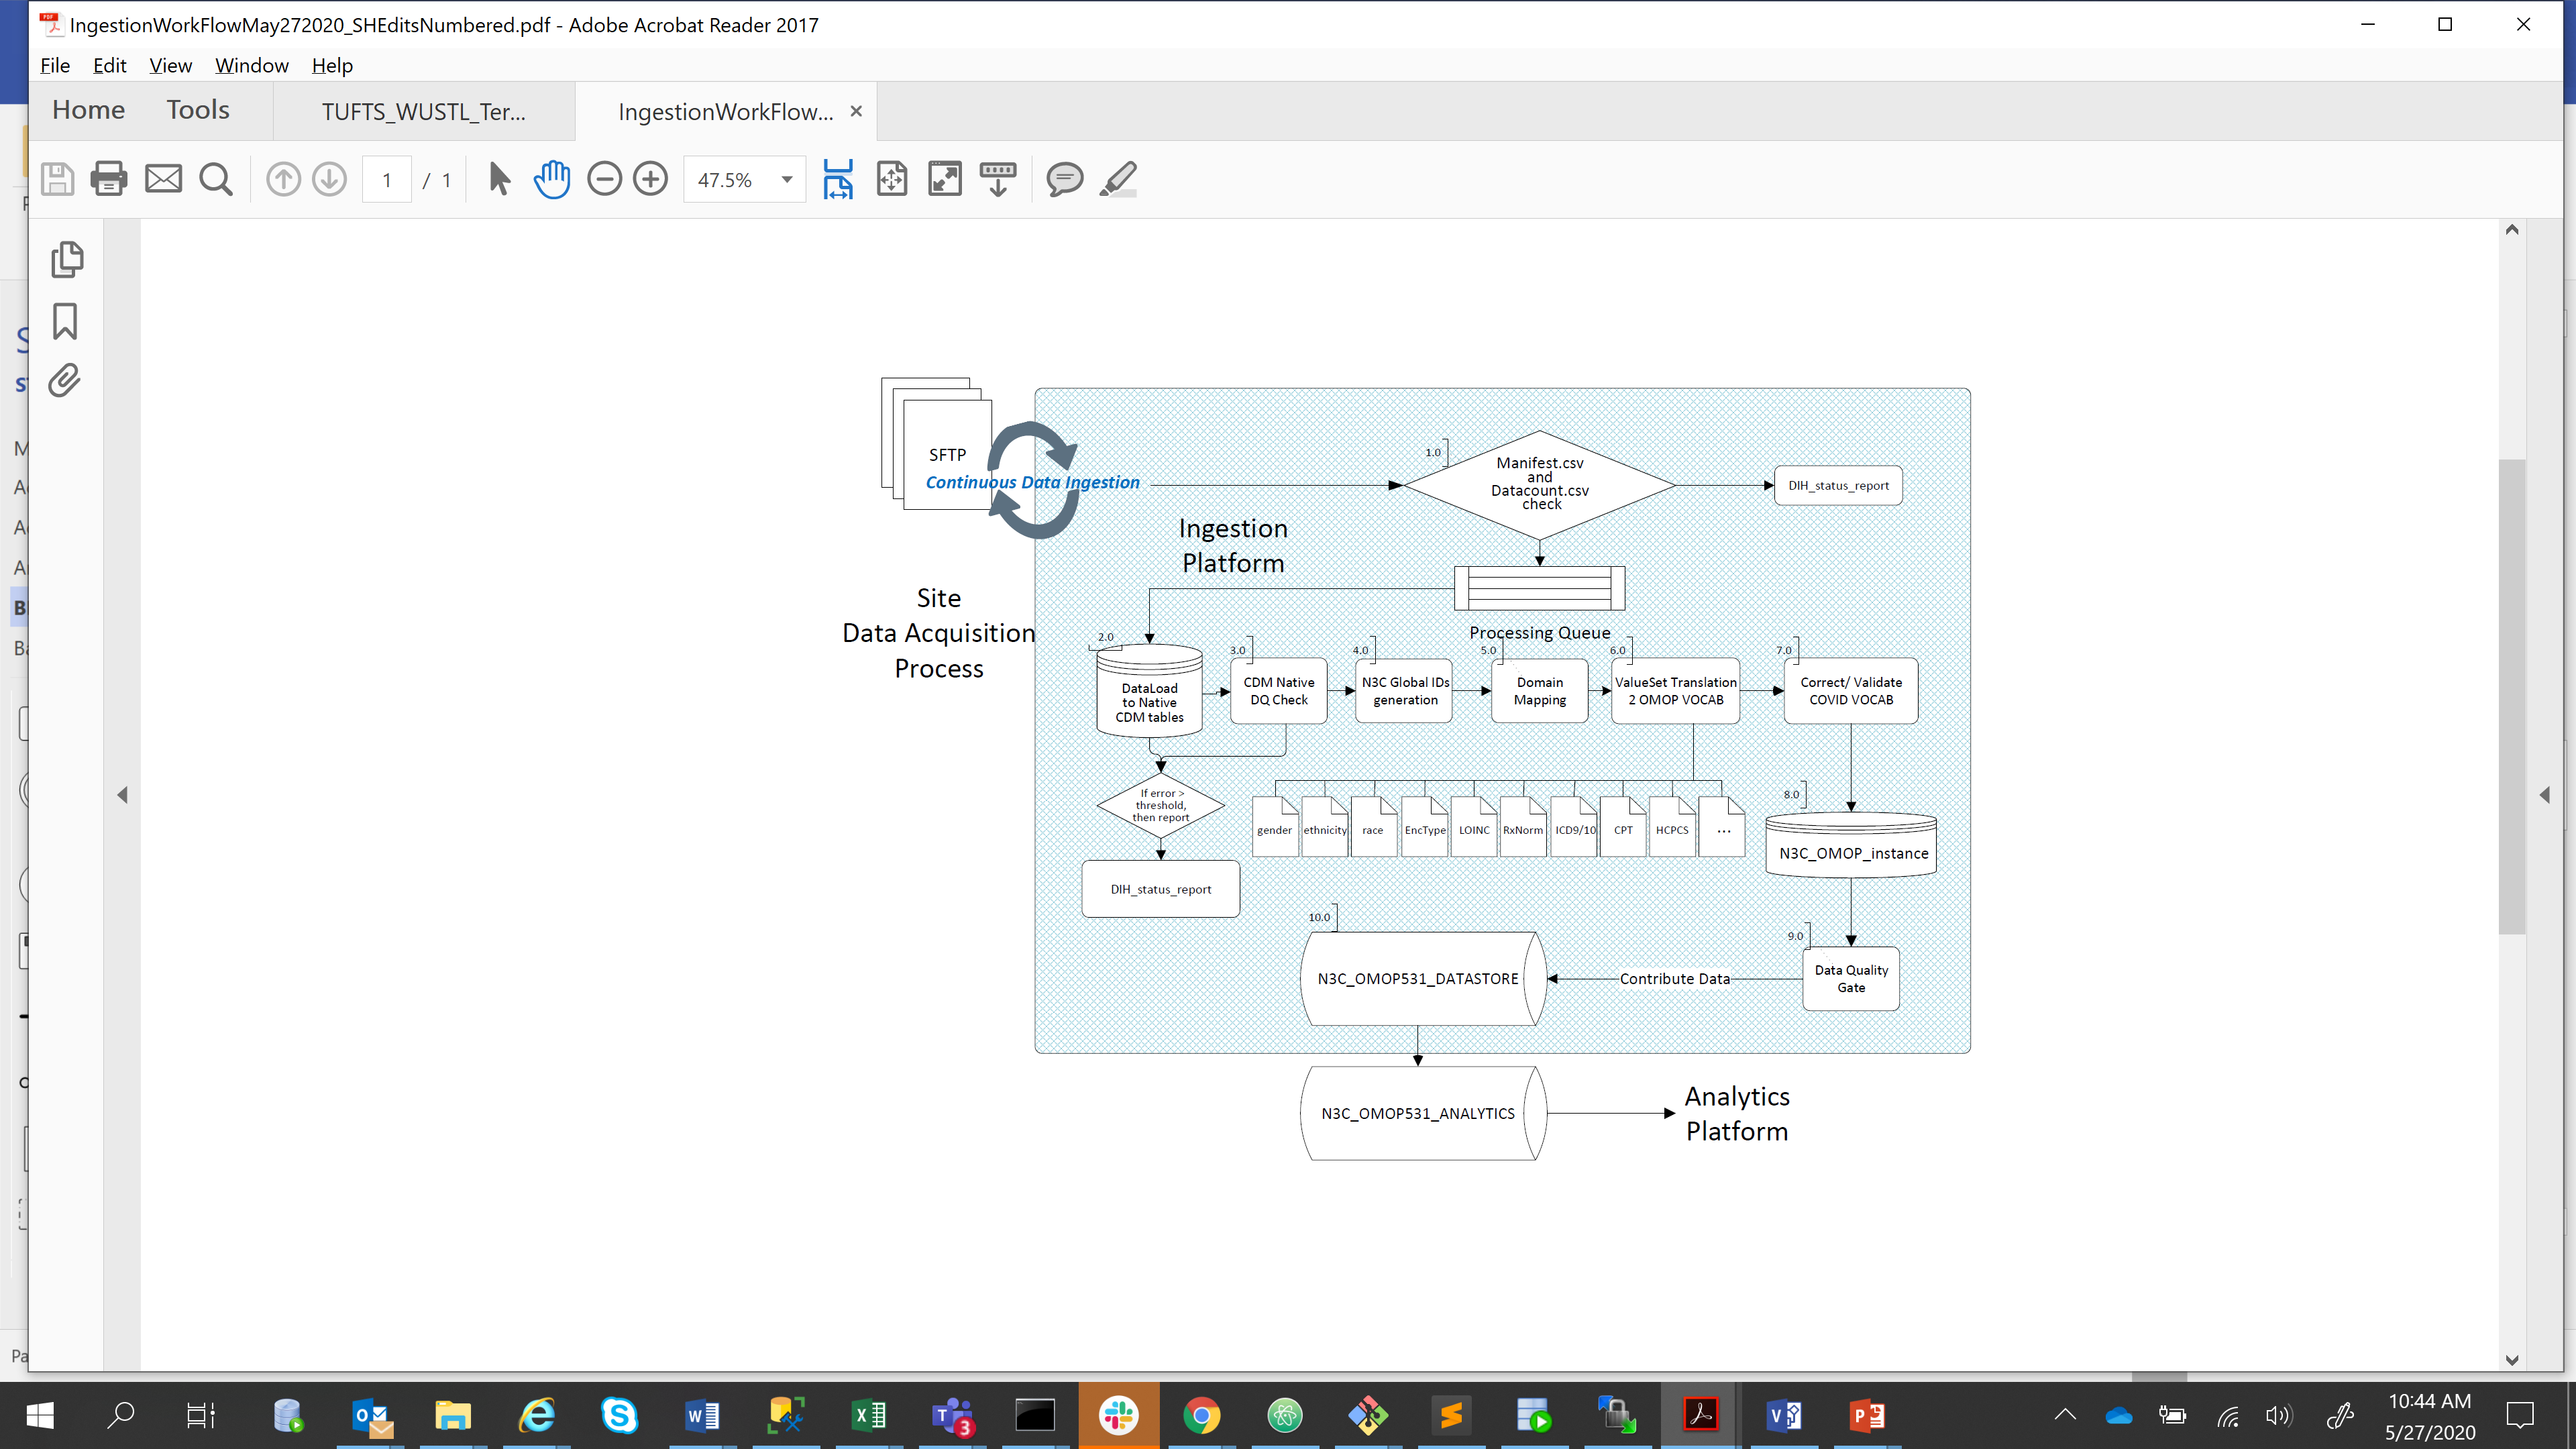 IngestionWorkFlowMay272020_SHEditsNumbered.pdf - Adobe Acrobat Reader 2017
File Edit View Window Help
Home Tools TUFTS_WUSTL_Ter... IngestionWorkFlow...
1 / 1 47.5%
SFTP
Continuous Data Ingestion
1.0
Manifest.csv
and
Datacount.csv
check
DIH_status_report
Ingestion
Platform
Site
Data Acquisition
Process
Processing Queue
2.0
DataLoad
to Native
CDM tables
3.0
CDM Native
DQ Check
4.0
N3C Global IDs
generation
5.0
Domain
Mapping
6.0
ValueSet Translation
2 OMOP VOCAB
7.0
Correct/ Validate
COVID VOCAB
If error >
threshold,
then report
DIH_status_report
gender ethnicity race EncType LOINC RxNorm ICD9/10 CPT HCPCS ...
8.0
N3C_OMOP_instance
9.0
Data Quality
Gate
Contribute Data
10.0
N3C_OMOP531_DATASTORE
N3C_OMOP531_ANALYTICS
Analytics
Platform
3
10:44 AM
5/27/2020